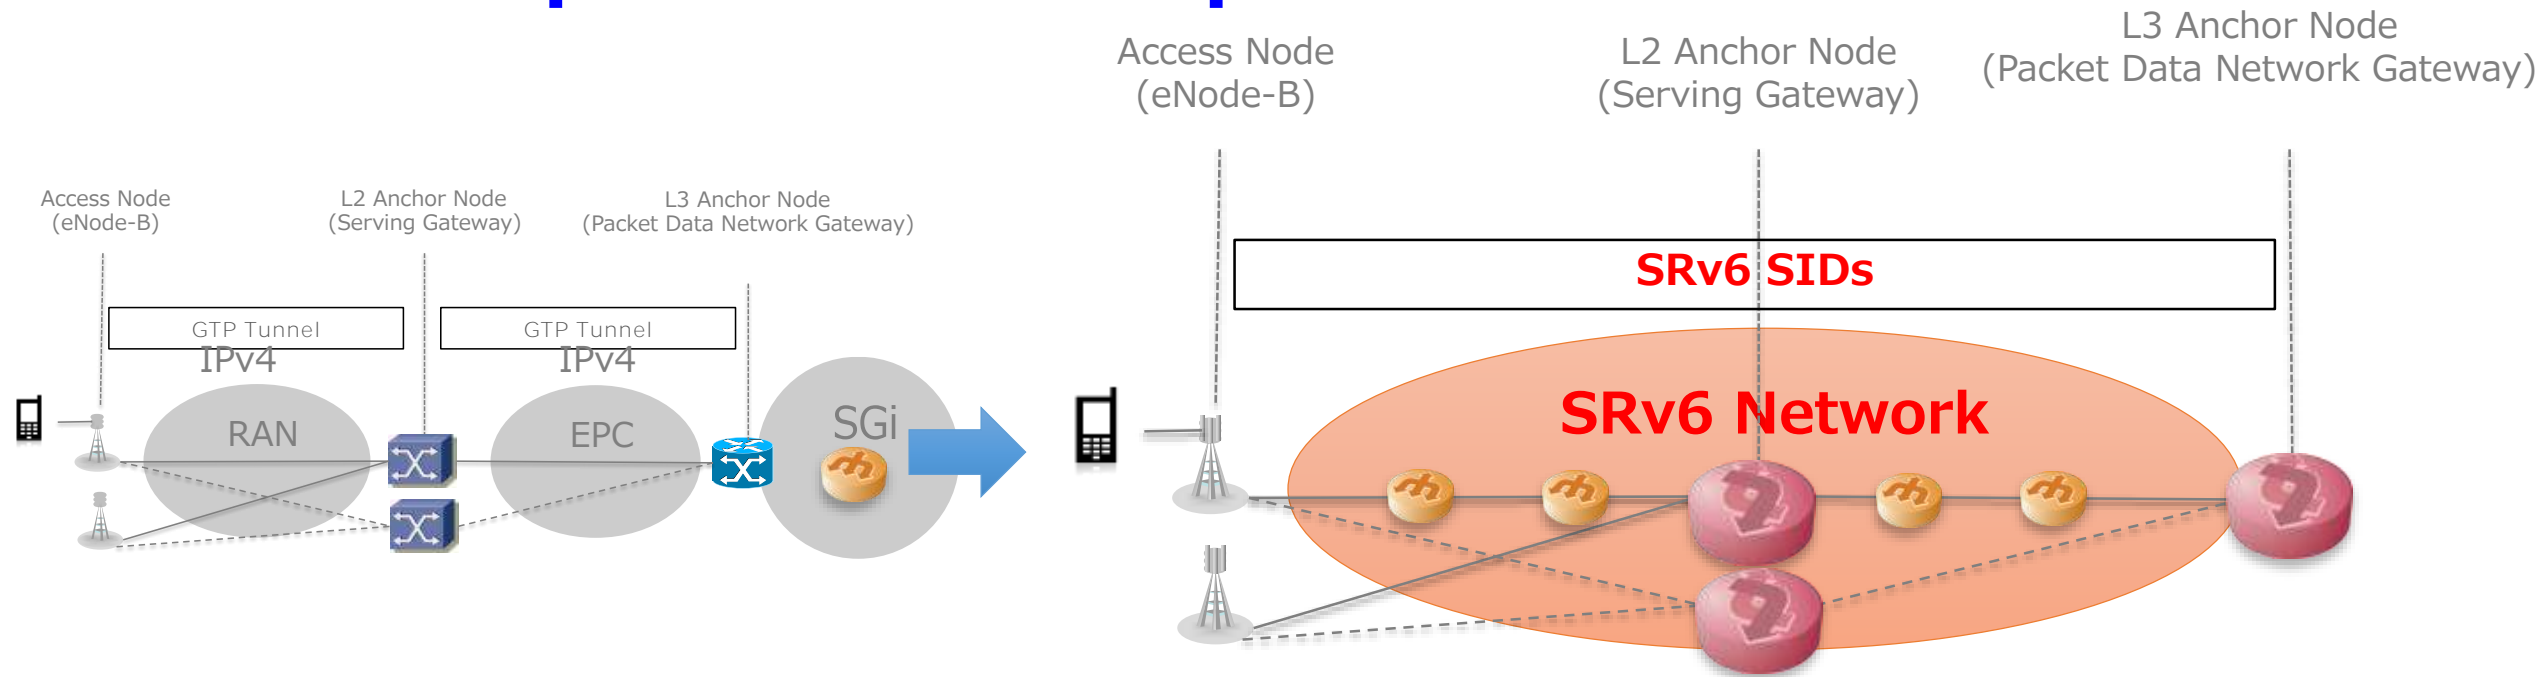 Access Node
(eNode-B)
L2 Anchor Node
(Serving Gateway)
L3 Anchor Node
(Packet Data Network Gateway)
GTP Tunnel
IPv4
GTP Tunnel
IPv4
RAN
EPC
SGi
Access Node
(eNode-B)
L2 Anchor Node
(Serving Gateway)
L3 Anchor Node
(Packet Data Network Gateway)
SRv6 SIDs
SRv6 Network